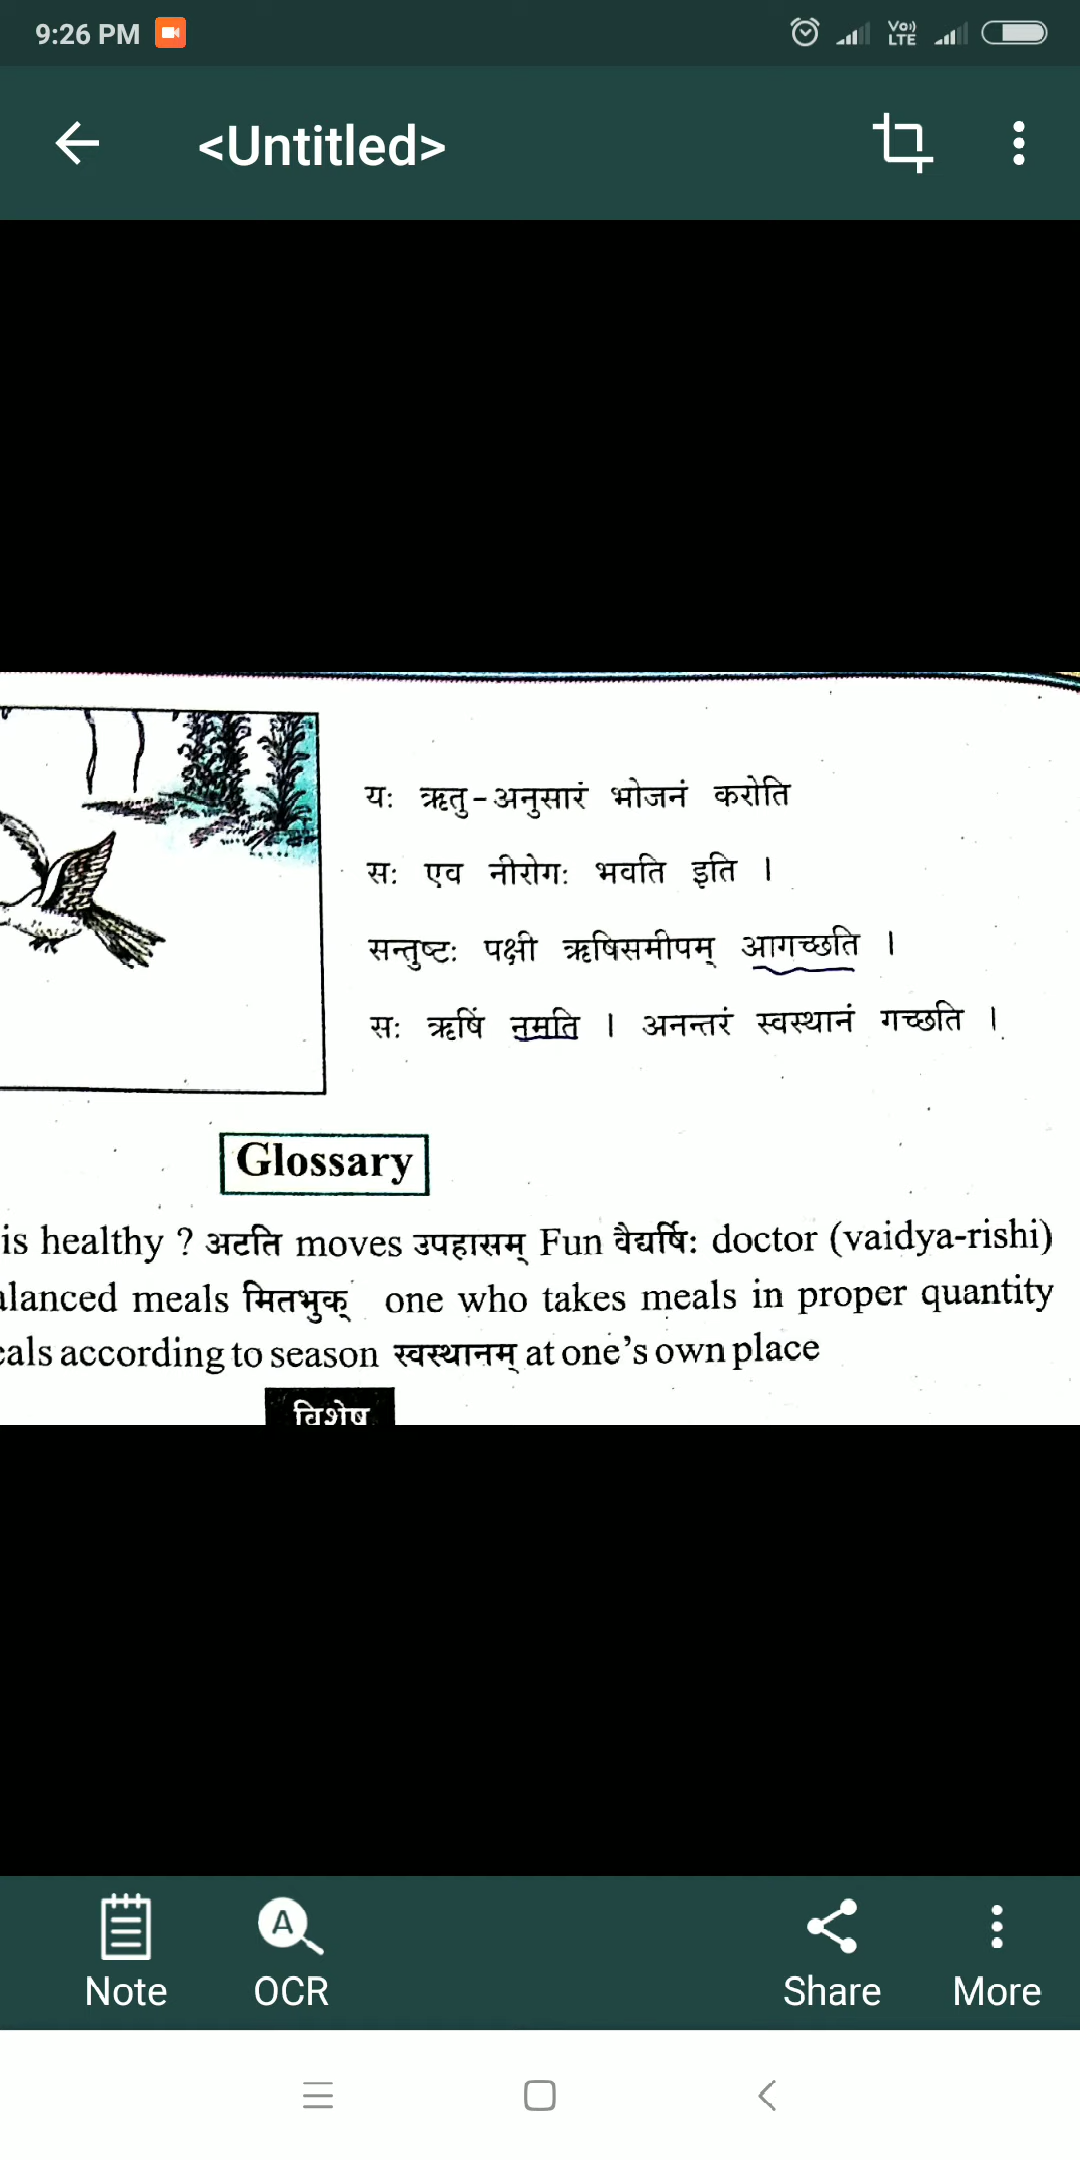 9:26 PM
Vo)) LTE
<Untitled>
यः ऋतु-अनुसारं भोजनं करोति
सः एव नीरोगः भवति इति ।
सन्तुष्टः पक्षी ऋषिसमीपम् आगच्छति ।
सः ऋषिं नमति । अनन्तरं स्वस्थानं गच्छति ।
Glossary
is healthy ? अटति moves उपहासम् Fun वैद्यर्षि: doctor (vaidya-rishi)
meals मितभुक् one who takes meals in proper quantity
according to season स्वस्थानम् at one's own place
विशेष
Note OCR Share More